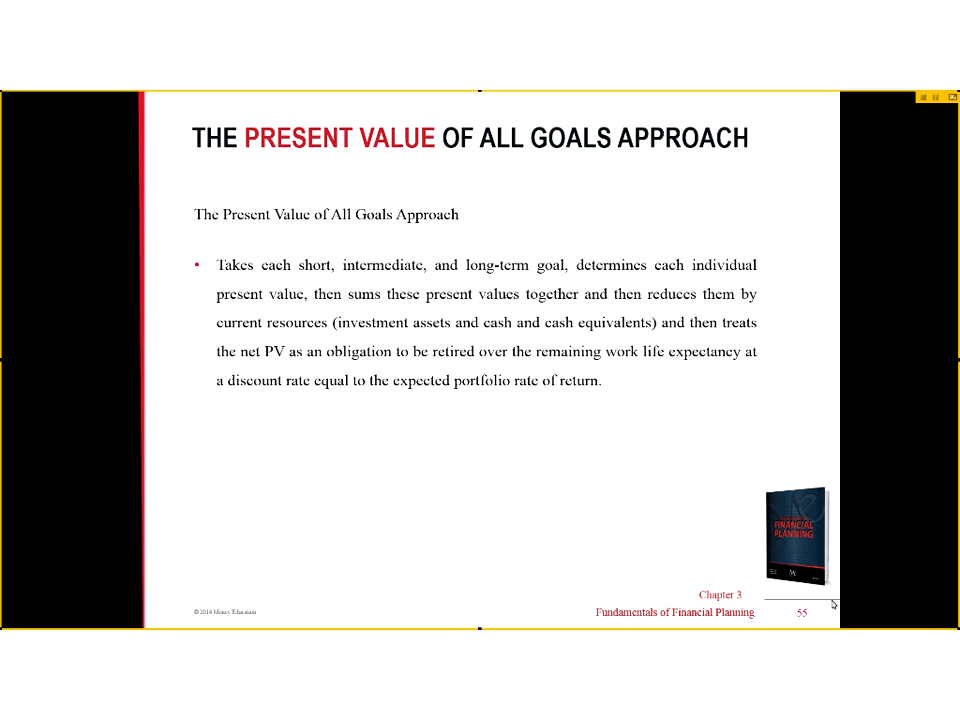 THE PRESENT VALUE OF ALL GOALS APPROACH
The Present Value of All Goals Approach
• Takes each short, intermediate, and long-term goal, determines each individual
present value, then sums these present values together and then reduces them by
current resources (investment assets and cash and cash equivalents) and then treats
the net PV as an obligation to be retired over the remaining work life expectancy at
a discount rate equal to the expected portfolio rate of return.
FINANCIAL
PLANNING
Chapter 3
© 2014 Money Education
Fundamentals of Financial Planning
55